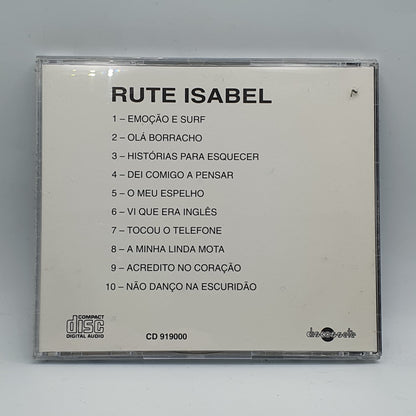 RUTE ISABEL
1 – EMOÇÃO E SURF
2 – OLÁ BORRACHO
3 – HISTÓRIAS PARA ESQUECER
4 – DEI COMIGO A PENSAR
5 – O MEU ESPELHO
6 – VI QUE ERA INGLÊS
7 – TOCOU O TELEFONE
8 – A MINHA LINDA MOTA
9 – ACREDITO NO CORAÇÃO
10 – NÃO DANÇO NA ESCURIDÃO
COMPACT
disc
DIGITAL AUDIO
CD 919000
discossete